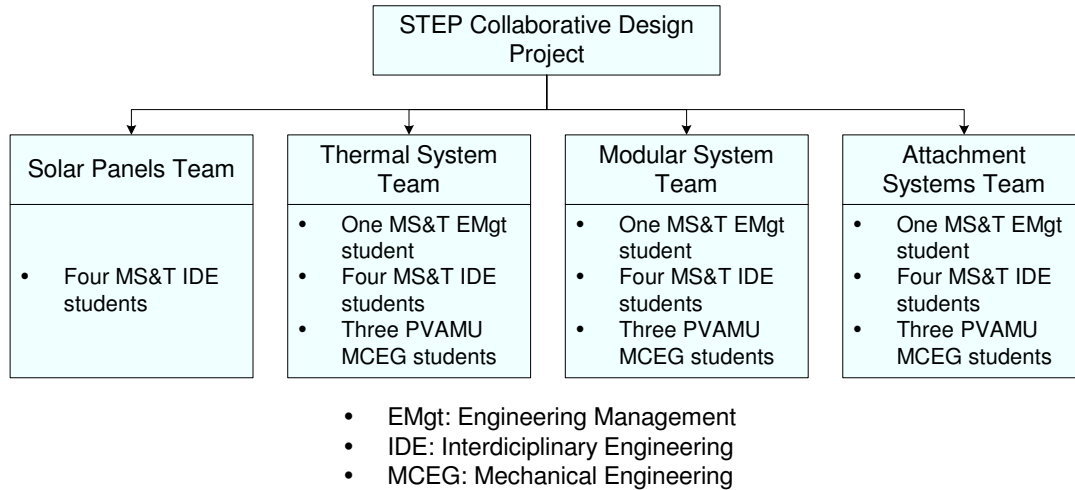 STEP Collaborative Design
Project
Solar Panels Team
• Four MS&T IDE
students
Thermal System
Team
• One MS&T EMgt
student
• Four MS&T IDE
students
• Three PVAMU
MCEG students
Modular System
Team
• One MS&T EMgt
student
• Four MS&T IDE
students
• Three PVAMU
MCEG students
Attachment
Systems Team
• One MS&T EMgt
student
• Four MS&T IDE
students
• Three PVAMU
MCEG students
• EMgt: Engineering Management
• IDE: Interdiciplinary Engineering
• MCEG: Mechanical Engineering